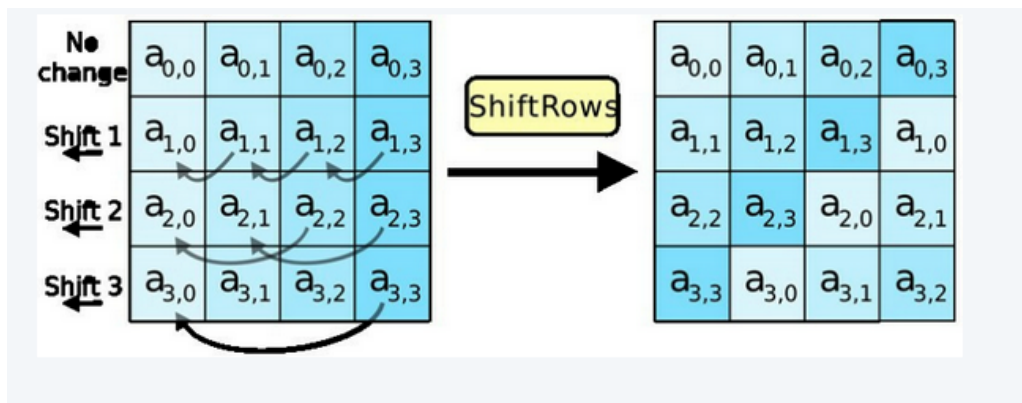 No
change
a0,0 a0,1 a0,2 a0,3
Shift 1
a1,0 a1,1 a1,2 a1,3
Shift 2
a2,0 a2,1 a2,2 a2,3
Shift 3
a3,0 a3,1 a3,2 a3,3
ShiftRows
a0,0 a0,1 a0,2 a0,3
a1,1 a1,2 a1,3 a1,0
a2,2 a2,3 a2,0 a2,1
a3,3 a3,0 a3,1 a3,2